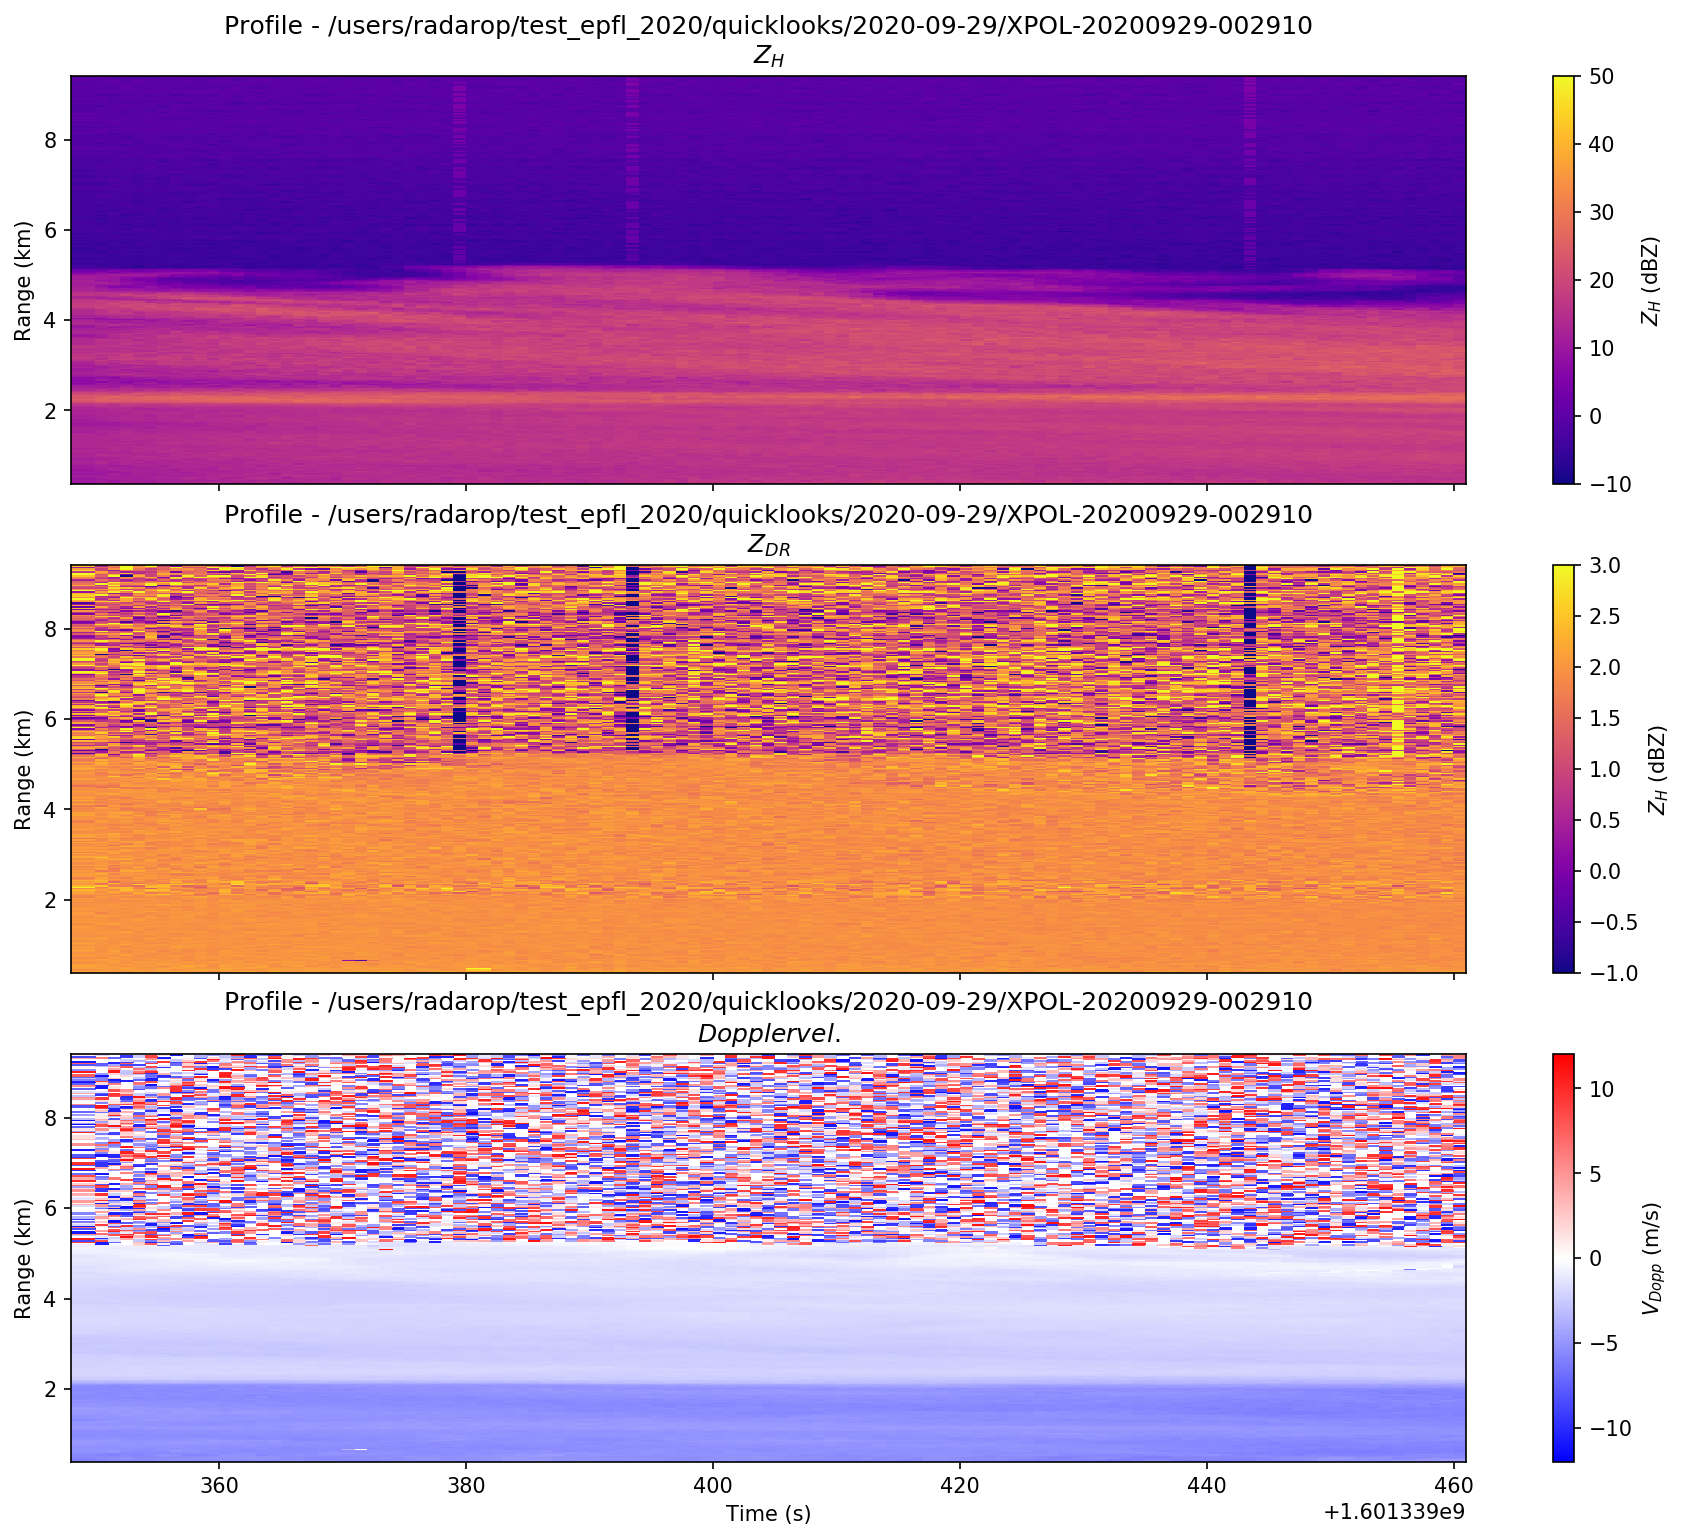 Profile - /users/radarop/test_epfl_2020/quicklooks/2020-09-29/XPOL-20200929-002910
Z_H
Range (km)
8
6
4
2
50
40
30
20
10
0
−10
Z_H (dBZ)
Profile - /users/radarop/test_epfl_2020/quicklooks/2020-09-29/XPOL-20200929-002910
Z_DR
Range (km)
8
6
4
2
3.0
2.5
2.0
1.5
1.0
0.5
0.0
−0.5
−1.0
Z_H (dBZ)
Profile - /users/radarop/test_epfl_2020/quicklooks/2020-09-29/XPOL-20200929-002910
Dopplervel.
Range (km)
8
6
4
2
10
5
0
−5
−10
V_Dopp (m/s)
360 380 400 420 440 460
Time (s)
+1.601339e9